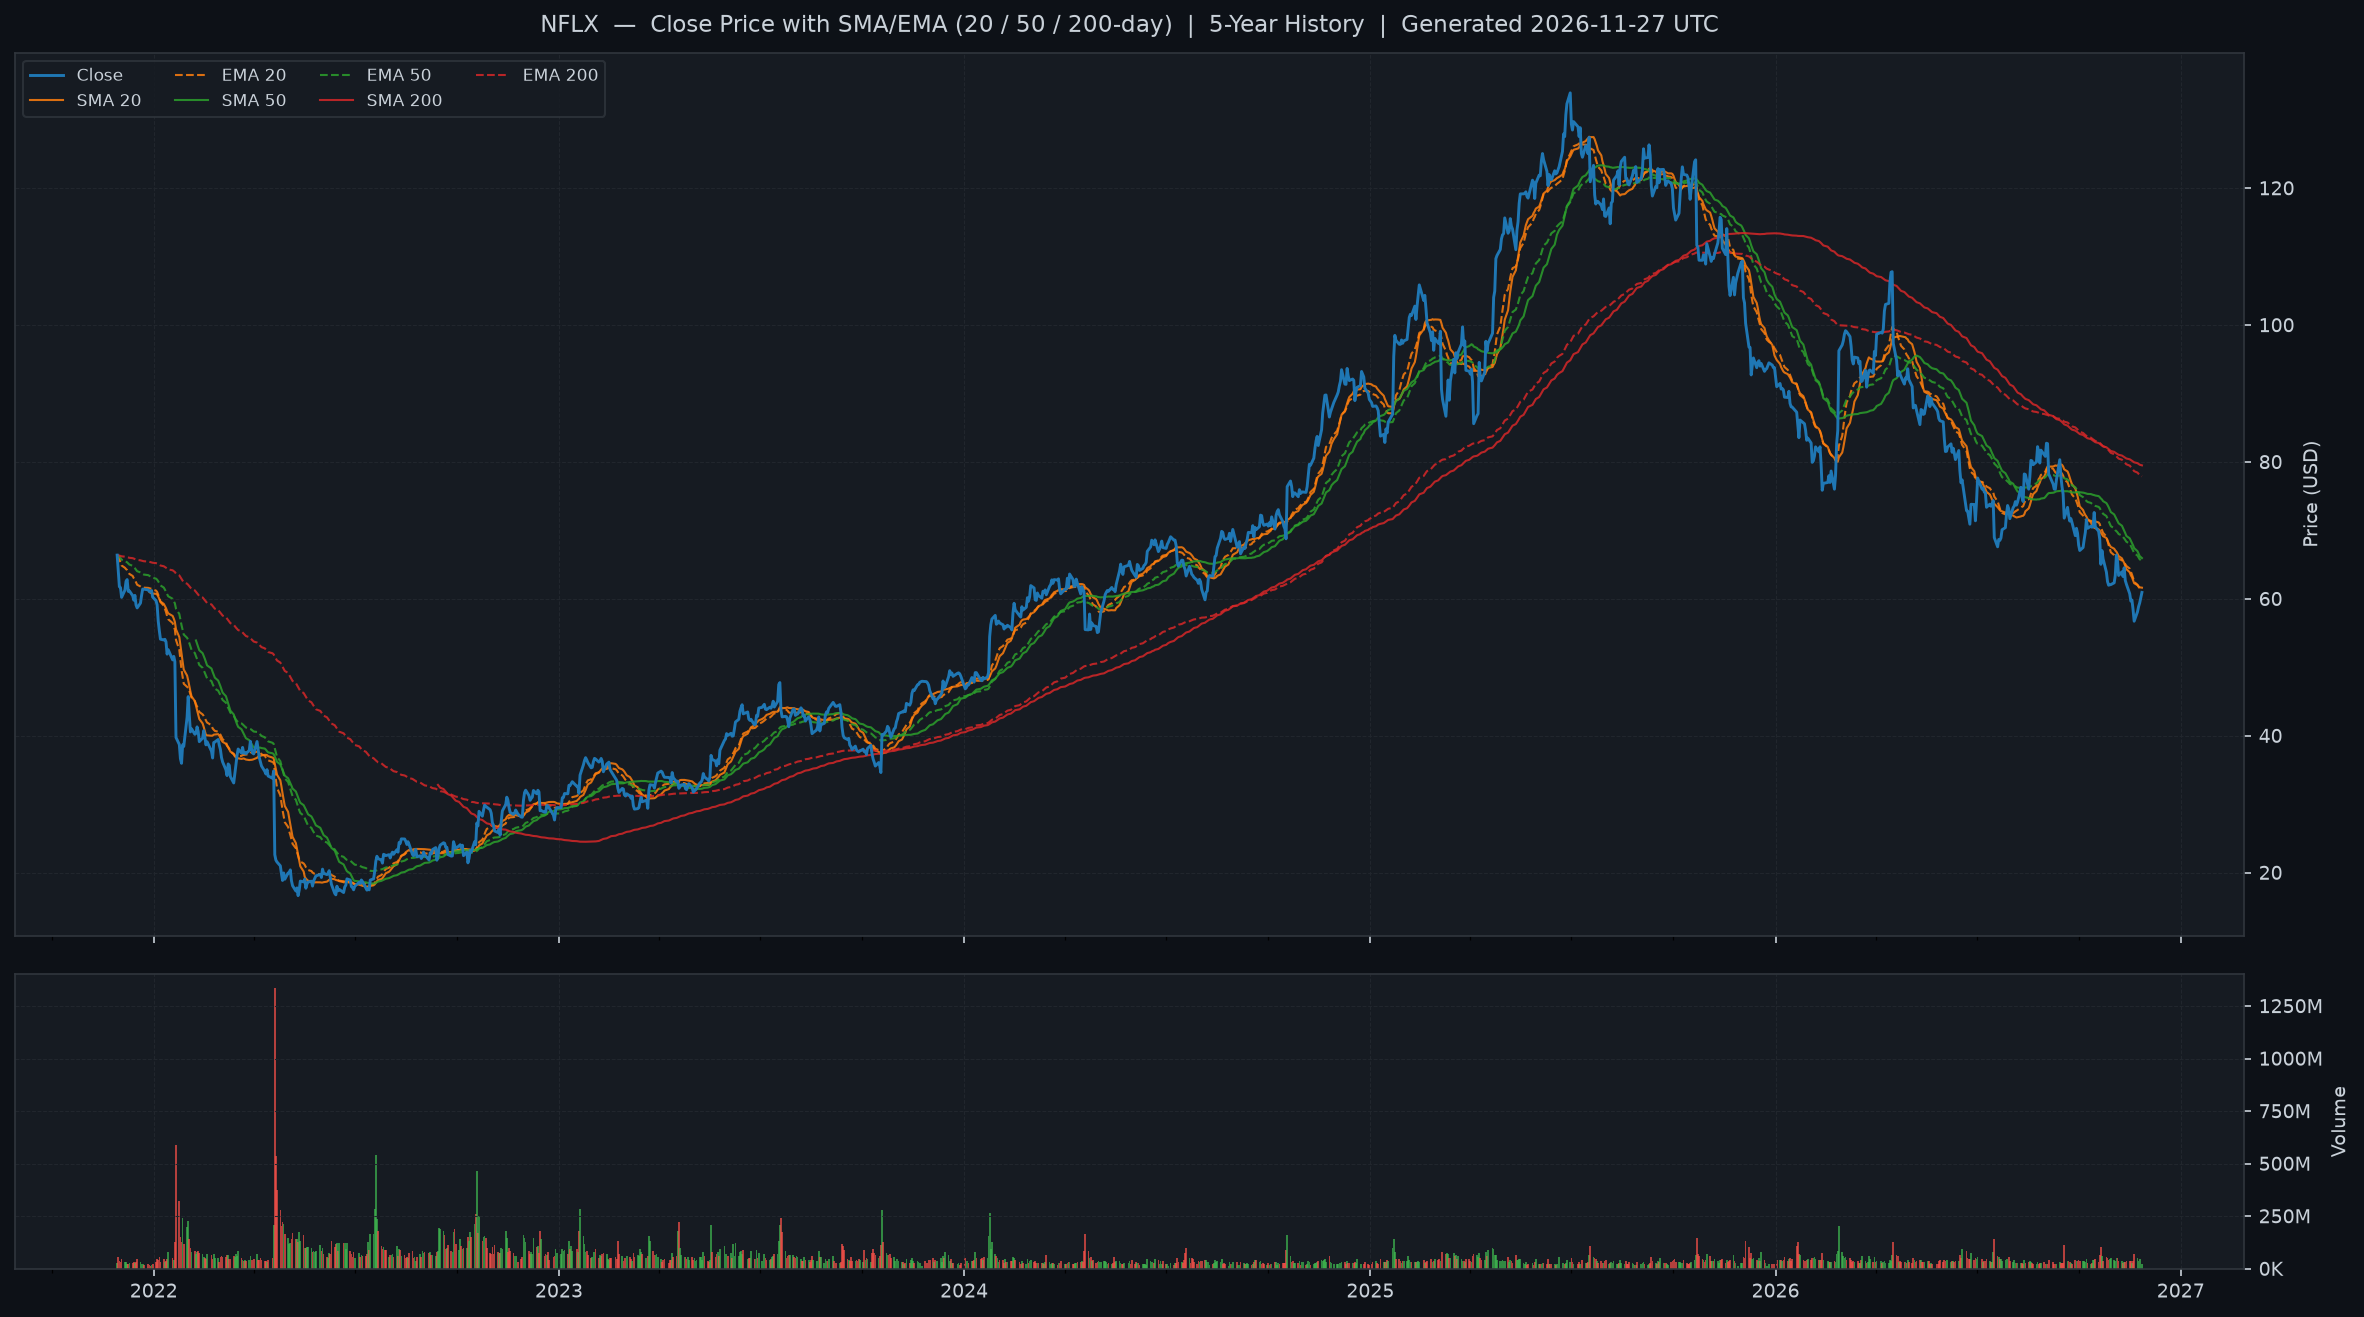 NFLX — Close Price with SMA/EMA (20 / 50 / 200-day) | 5-Year History | Generated 2026-11-27 UTC
Close EMA 20 EMA 50 EMA 200
SMA 20 SMA 50 SMA 200
120
100
80
60
40
20
Price (USD)
1250M
1000M
750M
500M
250M
0K
Volume
2022 2023 2024 2025 2026 2027